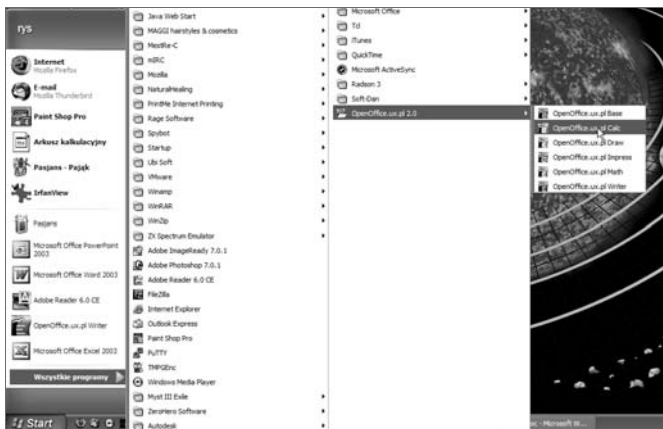 rys
Internet
Mozilla Firefox
E-mail
Mozilla Thunderbird
Paint Shop Pro
Arkusz kalkulacyjny
Pasjans - Pająk
IrfanView
Pasjans
Microsoft Office PowerPoint
2003
Microsoft Office Word 2003
Adobe Reader 6.0 CE
OpenOffice.ux.pl Writer
Microsoft Office Excel 2003
Wszystkie programy
Start
Java Web Start
MAGGI hairstyles & cosmetics
MestRe-C
mIRC
Mozilla
NaturalHealing
PrintMe Internet Printing
Rage Software
Spybot
Startup
Ubi Soft
VMware
Winamp
WinRAR
WinZip
ZX Spectrum Emulator
Adobe ImageReady 7.0.1
Adobe Photoshop 7.0.1
Adobe Reader 6.0 CE
FileZilla
Internet Explorer
Outlook Express
Paint Shop Pro
PuTTY
TMPGEnc
Windows Media Player
Myst III Exile
ZeroHero Software
Autodesk
Microsoft Office
Td
iTunes
QuickTime
Microsoft ActiveSync
Radson 3
Soft-Dan
OpenOffice.ux.pl 2.0
OpenOffice.ux.pl Base
OpenOffice.ux.pl Calc
OpenOffice.ux.pl Draw
OpenOffice.ux.pl Impress
OpenOffice.ux.pl Math
OpenOffice.ux.pl Writer
oc - Microsoft W...